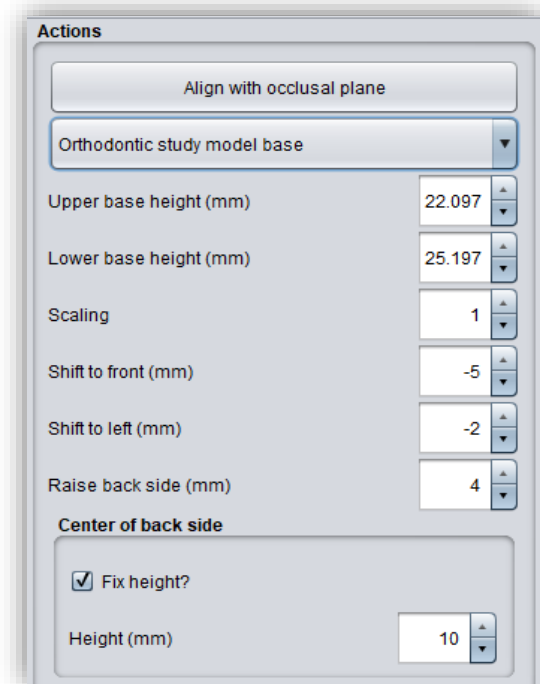 Actions
Align with occlusal plane
Orthodontic study model base
Upper base height (mm) 22.097
Lower base height (mm) 25.197
Scaling 1
Shift to front (mm) -5
Shift to left (mm) -2
Raise back side (mm) 4
Center of back side
Fix height?
Height (mm) 10